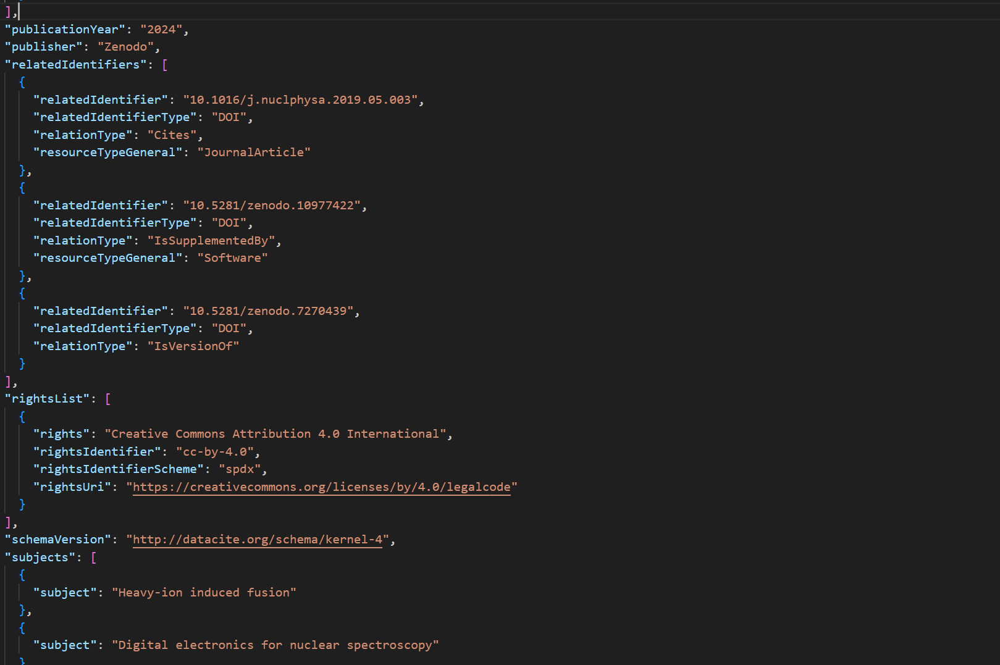 ],
"publicationYear": "2024",
"publisher": "Zenodo",
"relatedIdentifiers": [
{
"relatedIdentifier": "10.1016/j.nuclphysa.2019.05.003",
"relatedIdentifierType": "DOI",
"relationType": "Cites",
"resourceTypeGeneral": "JournalArticle"
},
{
"relatedIdentifier": "10.5281/zenodo.10977422",
"relatedIdentifierType": "DOI",
"relationType": "IsSupplementedBy",
"resourceTypeGeneral": "Software"
},
{
"relatedIdentifier": "10.5281/zenodo.7270439",
"relatedIdentifierType": "DOI",
"relationType": "IsVersionOf"
}
],
"rightsList": [
{
"rights": "Creative Commons Attribution 4.0 International",
"rightsIdentifier": "cc-by-4.0",
"rightsIdentifierScheme": "spdx",
"rightsUri": "https://creativecommons.org/licenses/by/4.0/legalcode"
}
],
"schemaVersion": "http://datacite.org/schema/kernel-4",
"subjects": [
{
"subject": "Heavy-ion induced fusion"
},
{
"subject": "Digital electronics for nuclear spectroscopy"
}